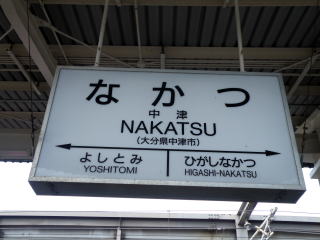 なかつ
中津
NAKATSU
(大分県中津市)
よしとみ ひがしなかつ
YOSHITOMI HIGASHI-NAKATSU